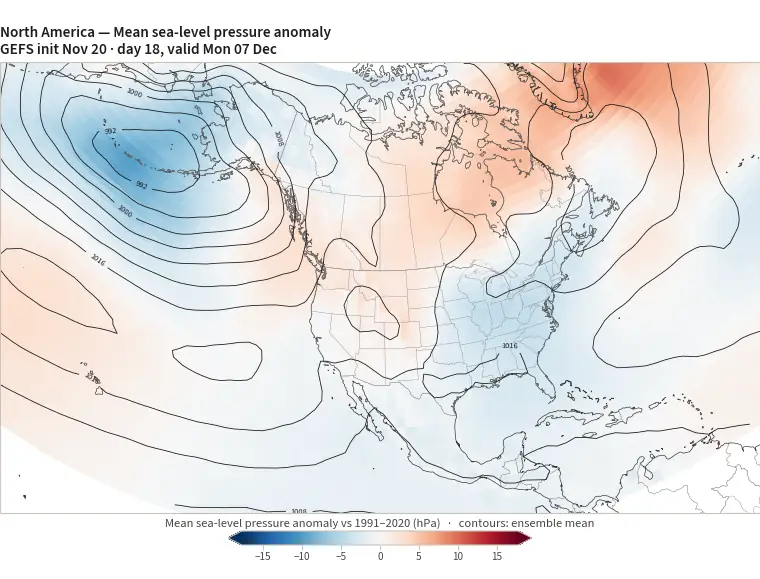 North America — Mean sea-level pressure anomaly
GEFS init Nov 20 · day 18, valid Mon 07 Dec
1000
1008
992
992
1000
1016
1016
1008
Mean sea-level pressure anomaly vs 1991–2020 (hPa) · contours: ensemble mean
−15 −10 −5 0 5 10 15